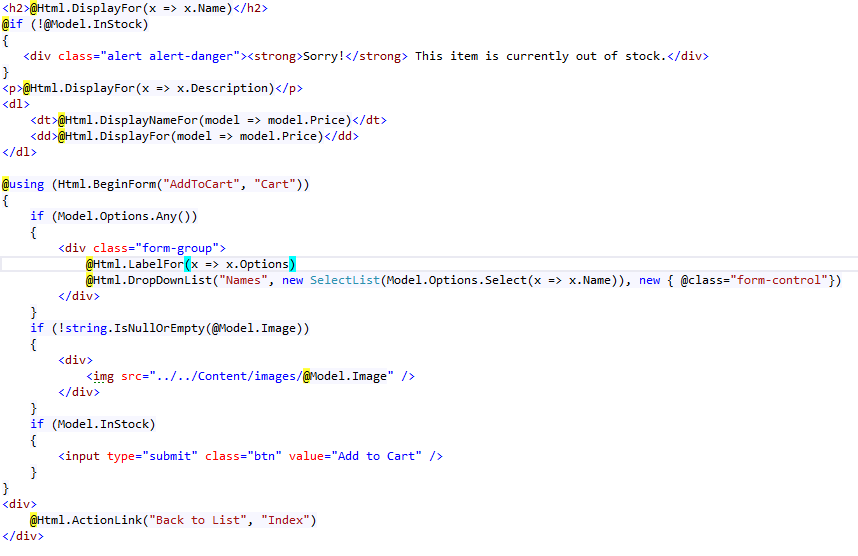 <h2>@Html.DisplayFor(x => x.Name)</h2>
@if (!@Model.InStock)
{
   <div class="alert alert-danger"><strong>Sorry!</strong> This item is currently out of stock.</div>
}
<p>@Html.DisplayFor(x => x.Description)</p>
<dl>
    <dt>@Html.DisplayNameFor(model => model.Price)</dt>
    <dd>@Html.DisplayFor(model => model.Price)</dd>
</dl>

@using (Html.BeginForm("AddToCart", "Cart"))
{
    if (Model.Options.Any())
    {
        <div class="form-group">
            @Html.LabelFor(x => x.Options)
            @Html.DropDownList("Names", new SelectList(Model.Options.Select(x => x.Name)), new { @class="form-control"})
        </div>
    }
    if (!string.IsNullOrEmpty(@Model.Image))
    {
        <div>
            <img src="../../Content/images/@Model.Image" />
        </div>
    }
    if (Model.InStock)
    {
        <input type="submit" class="btn" value="Add to Cart" />
    }
}
<div>
    @Html.ActionLink("Back to List", "Index")
</div>